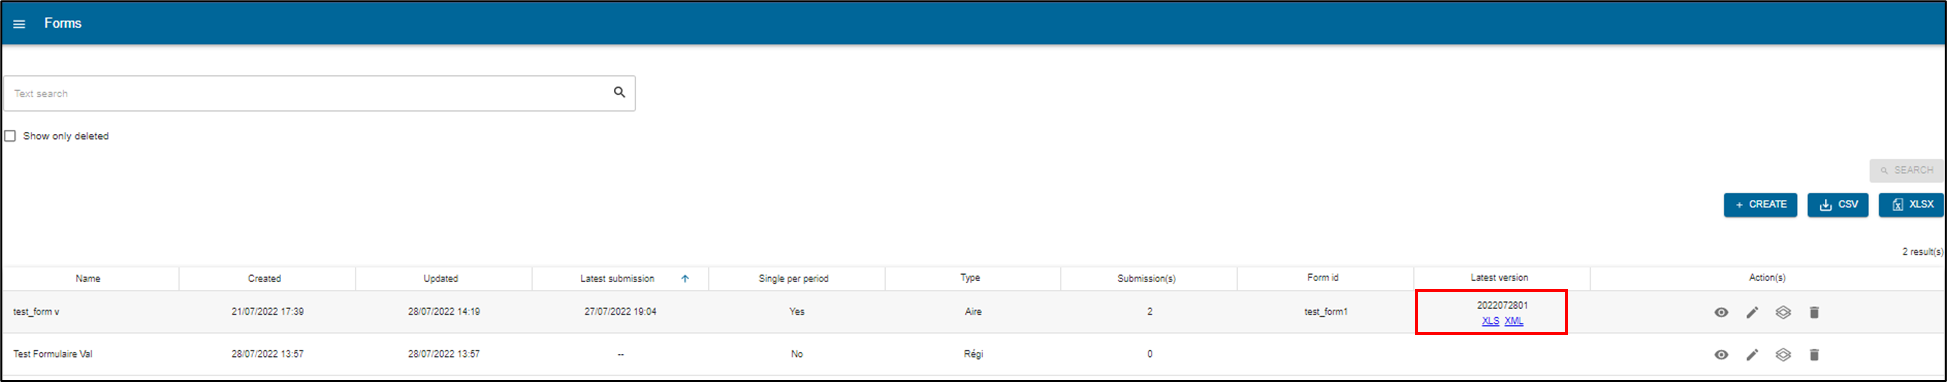 Forms
Text search
Show only deleted
SEARCH
+ CREATE CSV XLSX
2 result(s)
Name Created Updated Latest submission Single per period Type Submission(s) Form id Latest version Action(s)
test_form v 21/07/2022 17:39 28/07/2022 14:19 27/07/2022 19:04 Yes Aire 2 test_form1 2022072801
XLS XML
Test Formulaire Val 28/07/2022 13:57 28/07/2022 13:57 -- No Régi 0